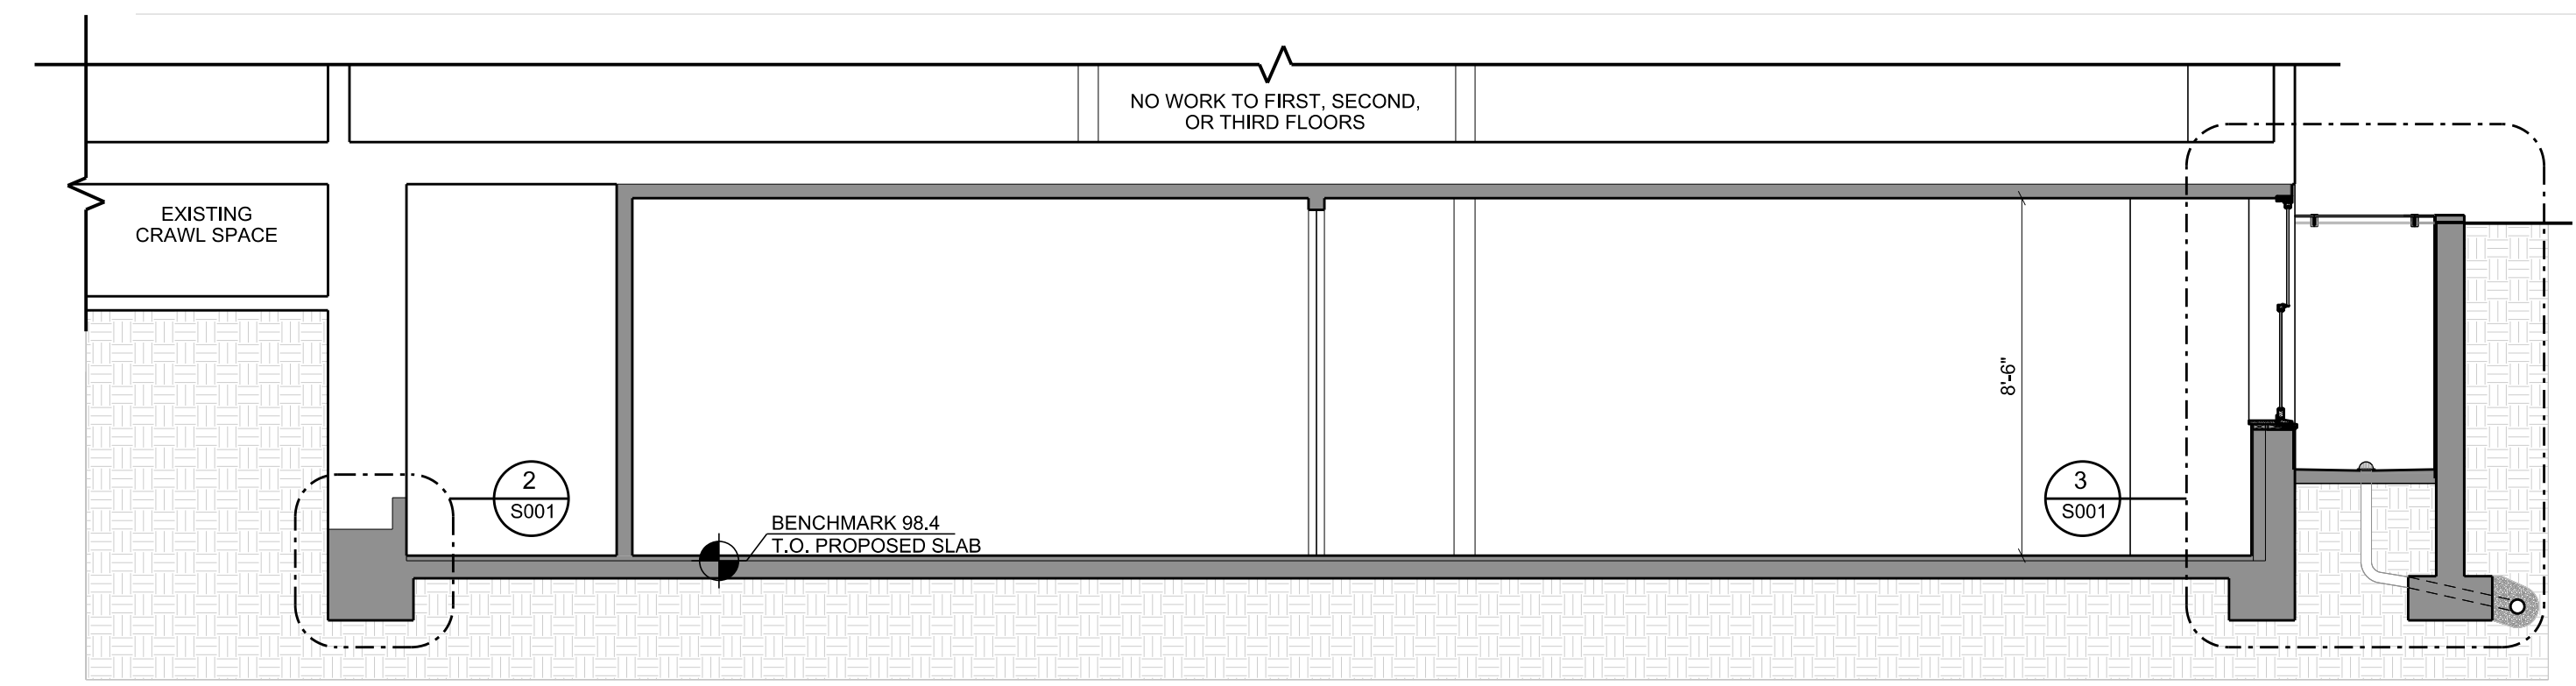 NO WORK TO FIRST, SECOND,
OR THIRD FLOORS
EXISTING
CRAWL SPACE
8'-6"
2
S001
3
S001
BENCHMARK 98.4
T.O. PROPOSED SLAB